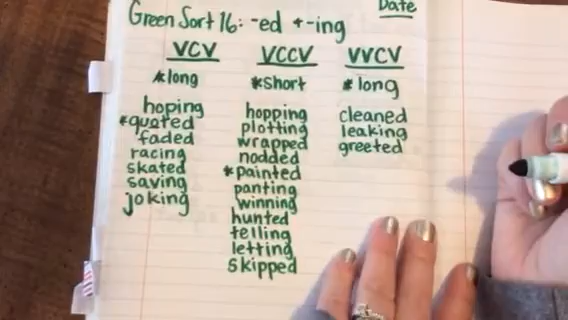 Green Sort 16: -ed + -ing
Date
VCV
*long
hoping
*quoted
faded
racing
skated
saving
joking
VCCV
*short
hopping
plotting
wrapped
nodded
*painted
panting
winning
hunted
telling
letting
skipped
VVCV
*long
cleaned
leaking
greeted